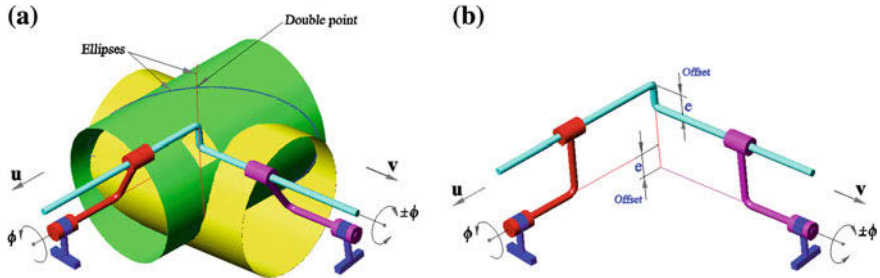 (a)
Double point
Ellipses
u
v
ϕ
±ϕ
(b)
Offset
e
e
Offset
u
v
ϕ
±ϕ